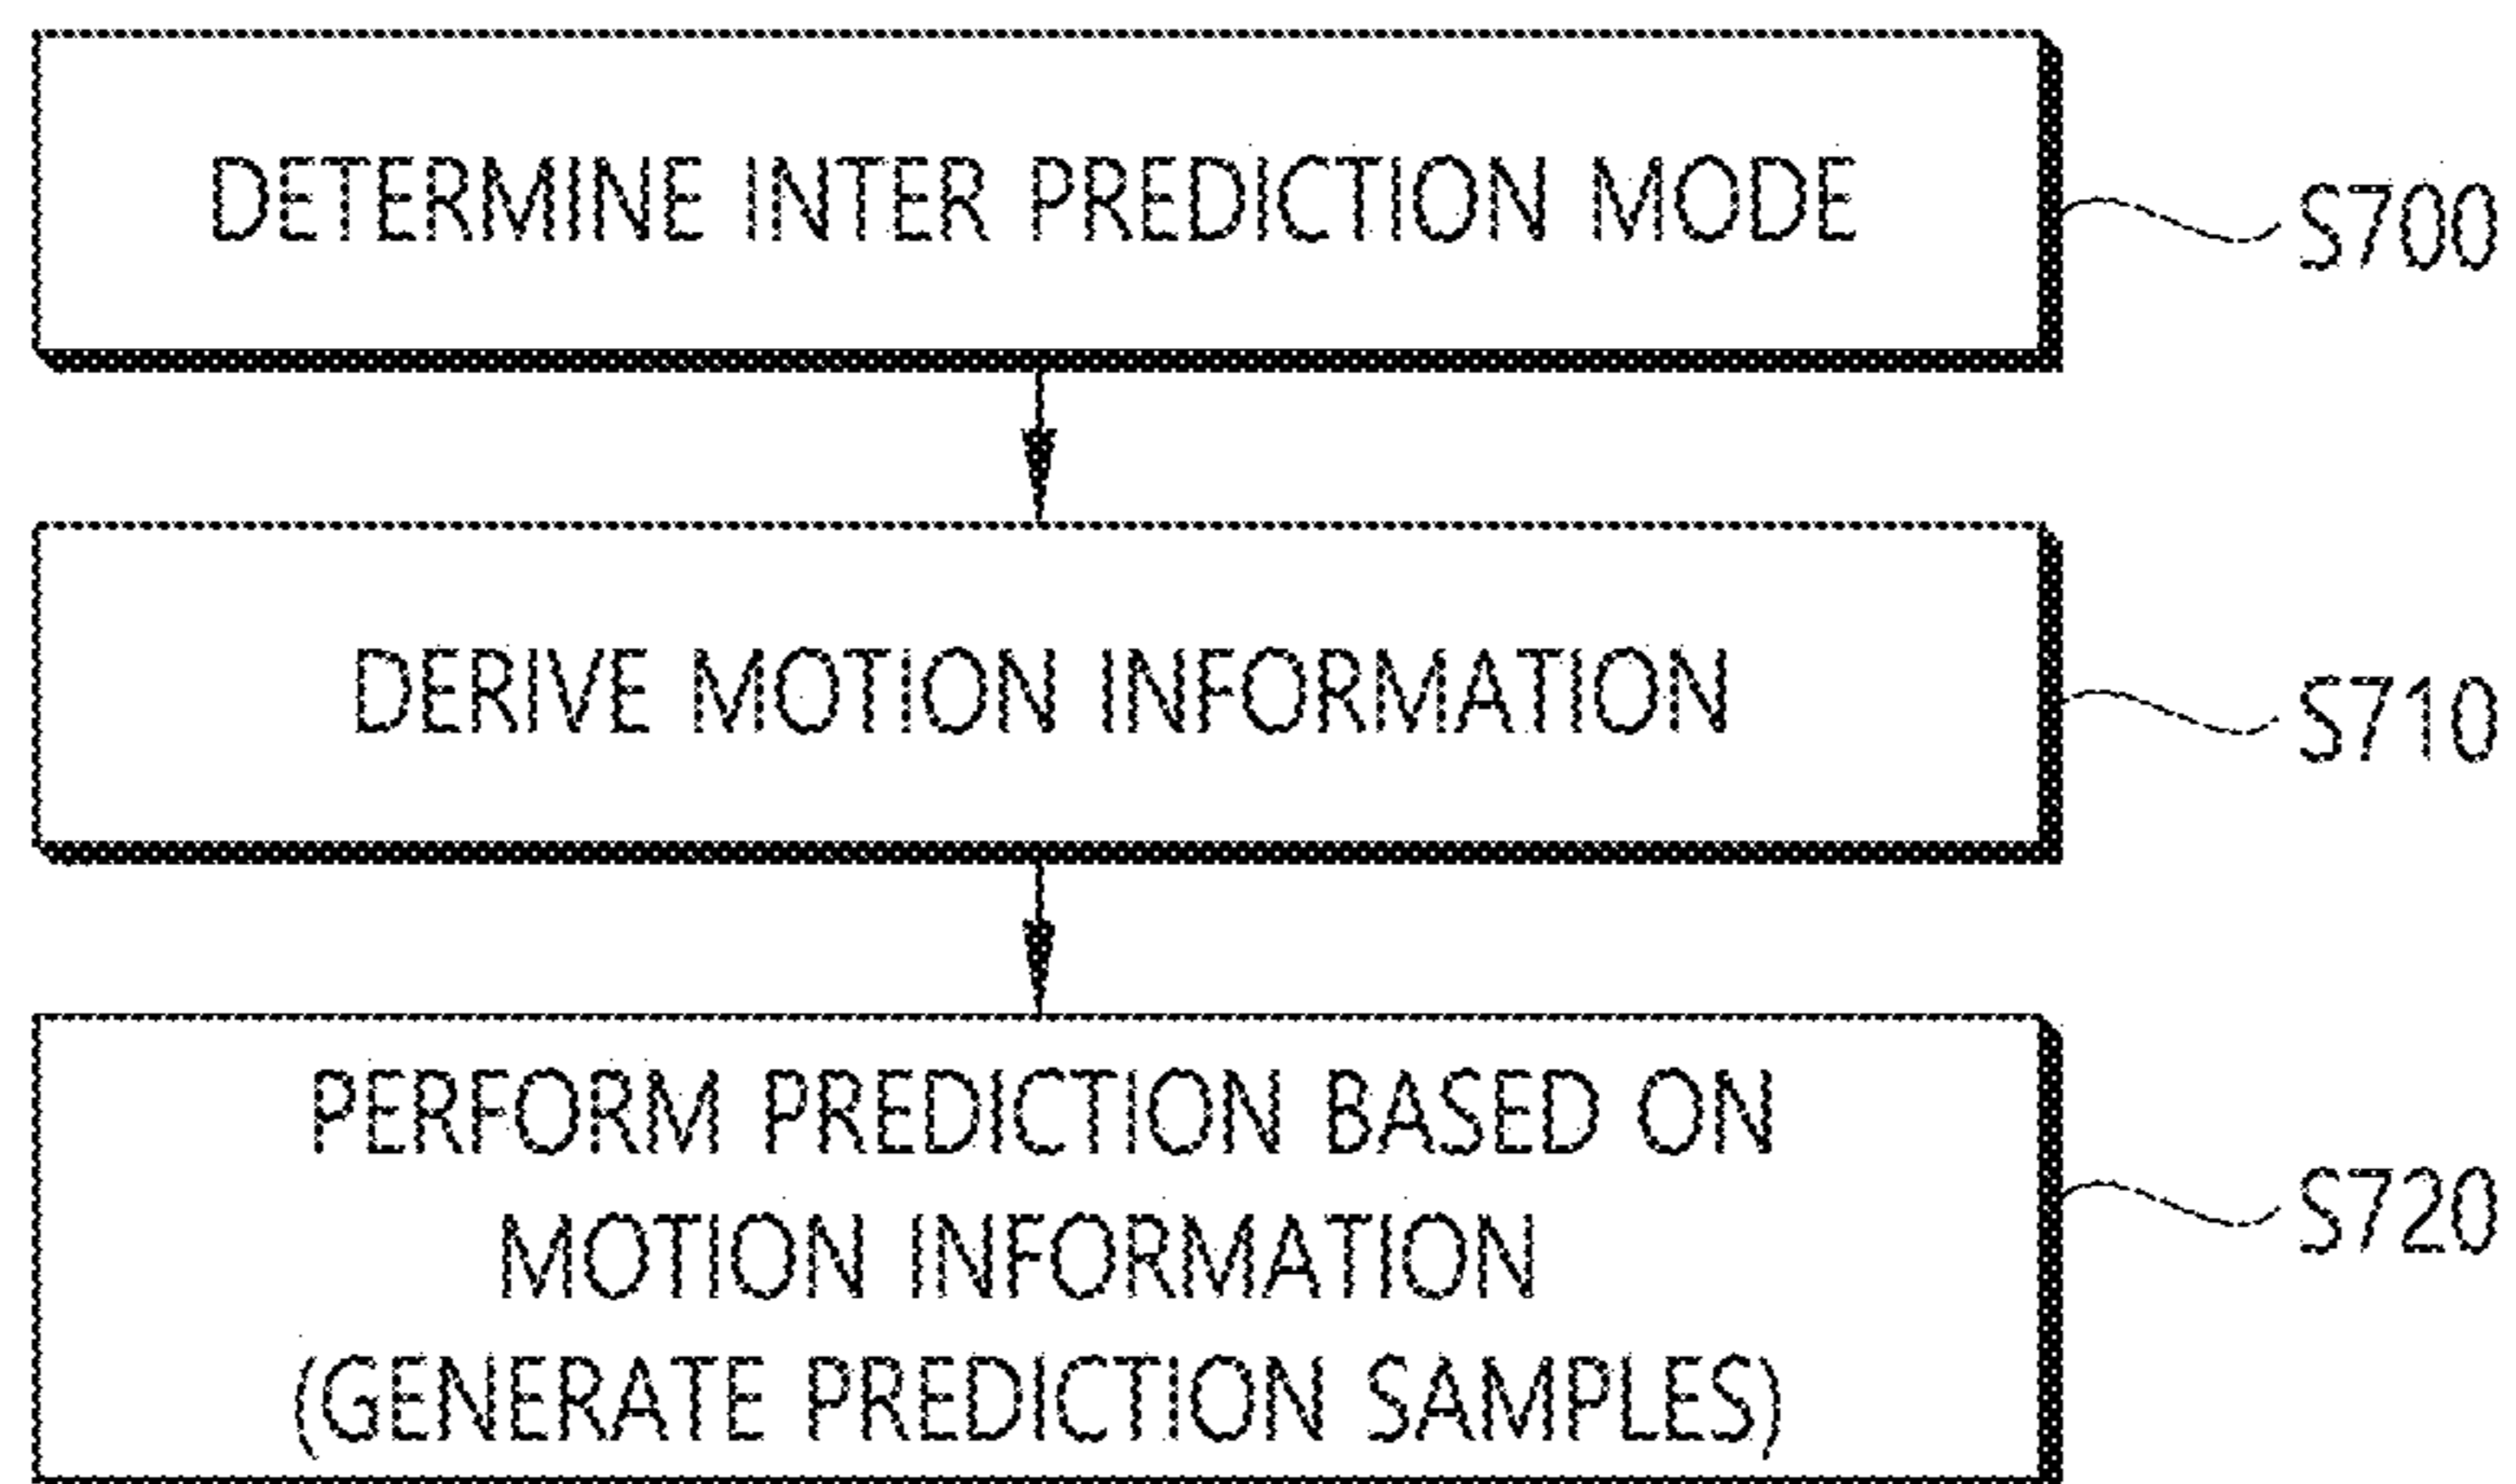 DETERMINE INTER PREDICTION MODE
S700
DERIVE MOTION INFORMATION
S710
PERFORM PREDICTION BASED ON
MOTION INFORMATION
(GENERATE PREDICTION SAMPLES)
S720